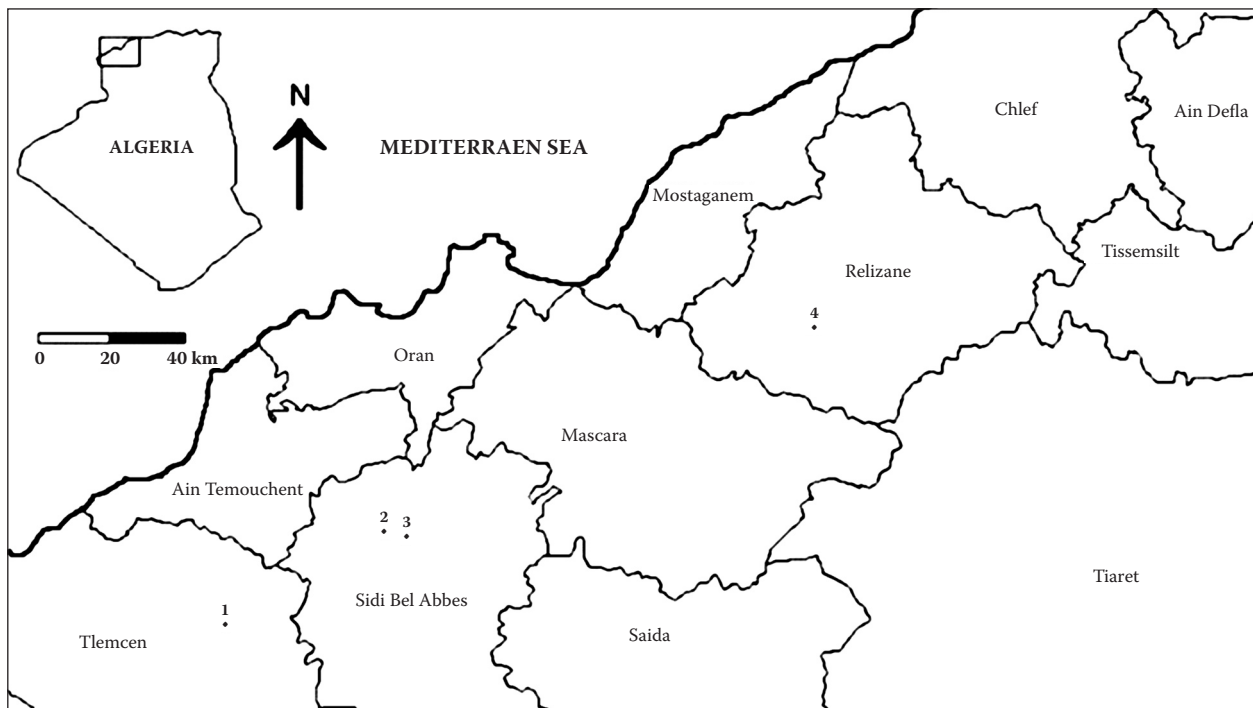 N
ALGERIA
MEDITERRAEN SEA
Chlef
Ain Defla
Mostaganem
Tissemsilt
Relizane
4
0 20 40 km
Oran
Mascara
Ain Temouchent
2 3
Tiaret
Sidi Bel Abbes
1
Tlemcen
Saida